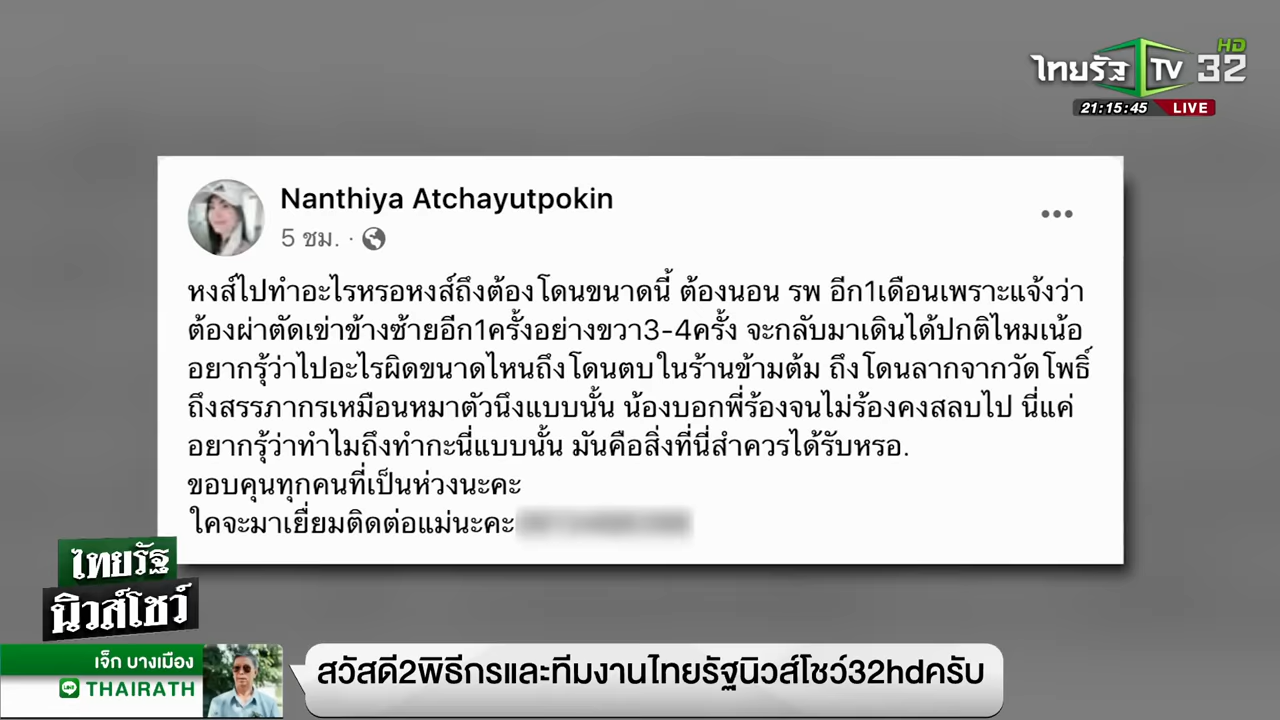 ไทยรัฐ TV 32 HD
21:15:45 LIVE
Nanthiya Atchayutpokin
5 ชม. ·
หงส์ไปทำอะไรหรอหงส์ถึงต้องโดนขนาดนี้ ต้องนอน รพ อีก1เดือนเพราะแจ้งว่า
ต้องผ่าตัดเข่าข้างซ้ายอีก1ครั้งอย่างขวา3-4ครั้ง จะกลับมาเดินได้ปกติไหมเน้อ
อยากรุ้ว่าไปอะไรผิดขนาดไหนถึงโดนตบในร้านข้ามต้ม ถึงโดนลากจากวัดโพธิ์
ถึงสรรภากรเหมือนหมาตัวนึงแบบนั้น น้องบอกพี่ร้องจนไม่ร้องคงสลบไป นี่แค่
อยากรุ้ว่าทำไมถึงทำกะนี่แบบนั้น มันคือสิ่งที่นี่สำควรได้รับหรอ.
ขอบคุนทุกคนที่เป็นห่วงนะคะ
ใคจะมาเยี่ยมติดต่อแม่นะคะ
ไทยรัฐ
นิวส์โชว์
เจ็ก บางเมือง
LINE THAIRATH
สวัสดี2พิธีกรและทีมงานไทยรัฐนิวส์โชว์32hdครับ